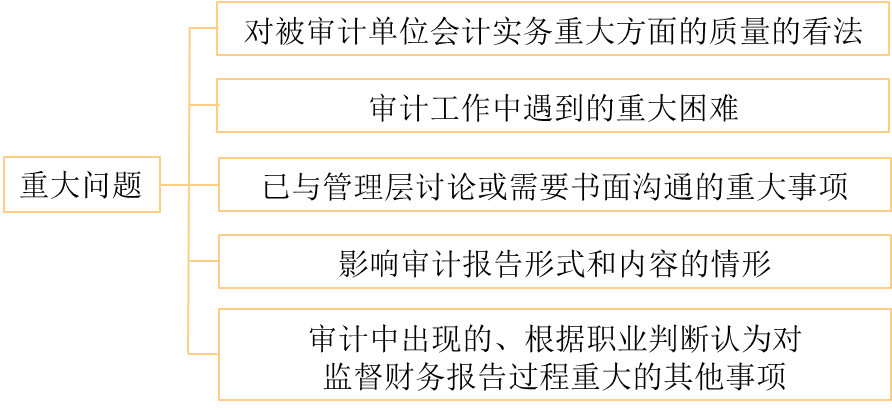 对被审计单位会计实务重大方面的质量的看法
审计工作中遇到的重大困难
重大问题
已与管理层讨论或需要书面沟通的重大事项
影响审计报告形式和内容的情形
审计中出现的、根据职业判断认为对
监督财务报告过程重大的其他事项